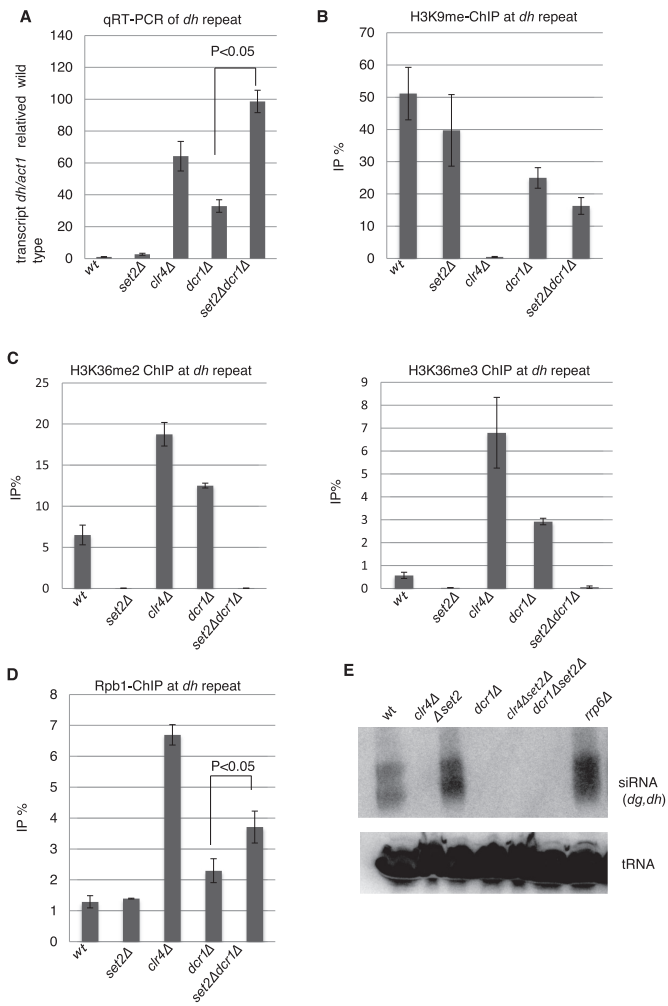 A
qRT-PCR of dh repeat
transcript dh/act1 relatived wild
type
140
120
100
80
60
40
20
0
P<0.05
wt
set2Δ
clr4Δ
dcr1Δ
set2Δdcr1Δ
B
H3K9me-ChIP at dh repeat
IP %
70
60
50
40
30
20
10
0
wt
set2Δ
clr4Δ
dcr1Δ
set2Δdcr1Δ
C
H3K36me2 ChIP at dh repeat
IP%
25
20
15
10
5
0
wt
set2Δ
clr4Δ
dcr1Δ
set2Δdcr1Δ
H3K36me3 ChIP at dh repeat
IP%
9
8
7
6
5
4
3
2
1
0
wt
set2Δ
clr4Δ
dcr1Δ
set2Δdcr1Δ
D
Rpb1-ChIP at dh repeat
IP %
8
7
6
5
4
3
2
1
0
P<0.05
wt
set2Δ
clr4Δ
dcr1Δ
set2Δdcr1Δ
E
wt
clr4Δ
Δset2
dcr1Δ
clr4Δset2Δ
dcr1Δset2Δ
rrp6Δ
siRNA
(dg,dh)
tRNA